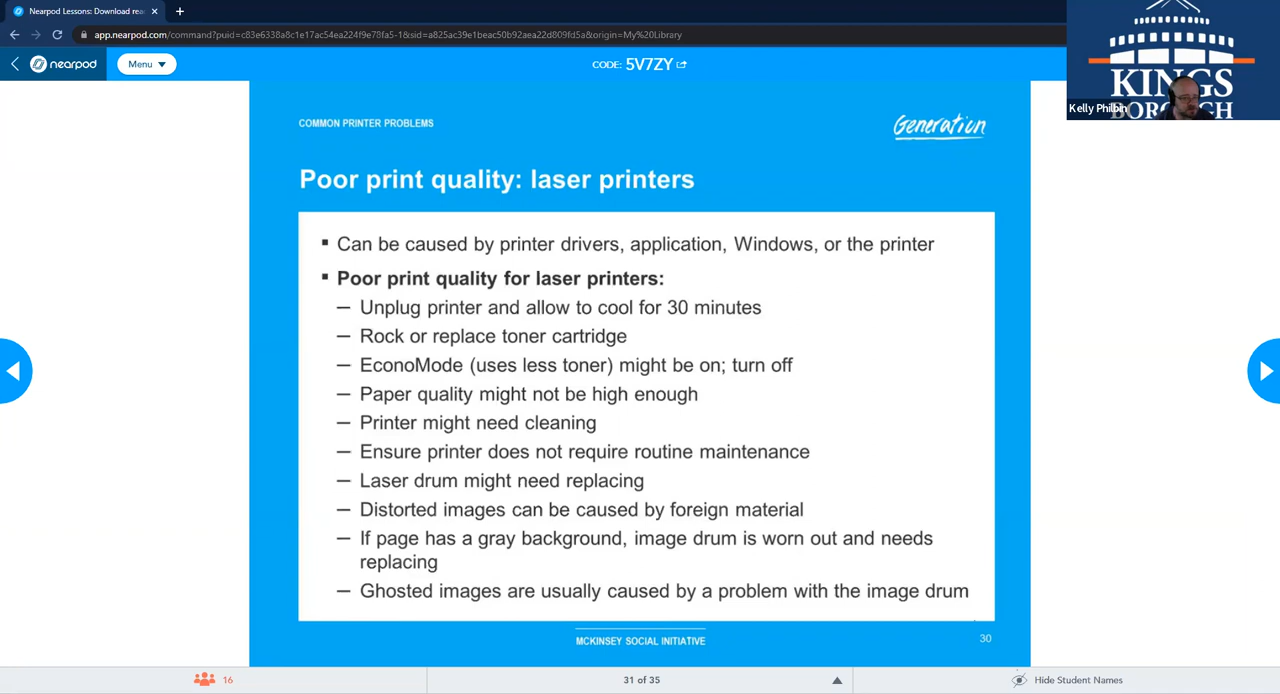 Nearpod Lessons: Download rea
app.nearpod.com/command?puid=c83e6338a8c1e17ac54ea224f9e78fa5-1&sid=a825ac39e1beac50b92aea22d809fd5a&origin=My%20Library
nearpod
Menu
CODE: 5V7ZY
KINGS
BOROUGH
Kelly Philbin
COMMON PRINTER PROBLEMS
Generation
Poor print quality: laser printers
▪ Can be caused by printer drivers, application, Windows, or the printer
▪ Poor print quality for laser printers:
– Unplug printer and allow to cool for 30 minutes
– Rock or replace toner cartridge
– EconoMode (uses less toner) might be on; turn off
– Paper quality might not be high enough
– Printer might need cleaning
– Ensure printer does not require routine maintenance
– Laser drum might need replacing
– Distorted images can be caused by foreign material
– If page has a gray background, image drum is worn out and needs
replacing
– Ghosted images are usually caused by a problem with the image drum
MCKINSEY SOCIAL INITIATIVE
30
16
31 of 35
Hide Student Names